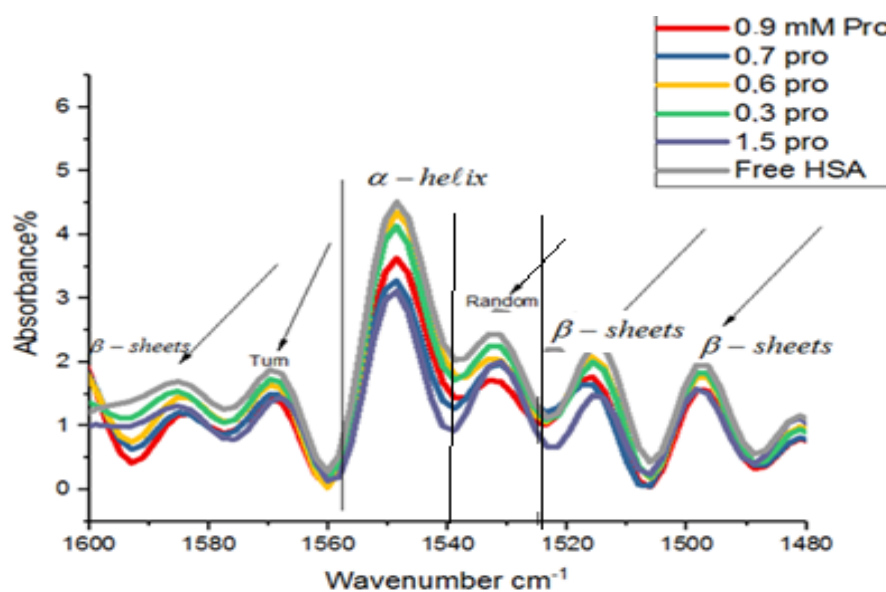 0.9 mM Pro
0.7 pro
0.6 pro
0.3 pro
1.5 pro
Free HSA
6
5
4
3
2
1
0
Absorbance%
α – heℓix
Random
β – sheets
Turn
β – sheets
β – sheets
1600 1580 1560 1540 1520 1500 1480
Wavenumber cm⁻¹